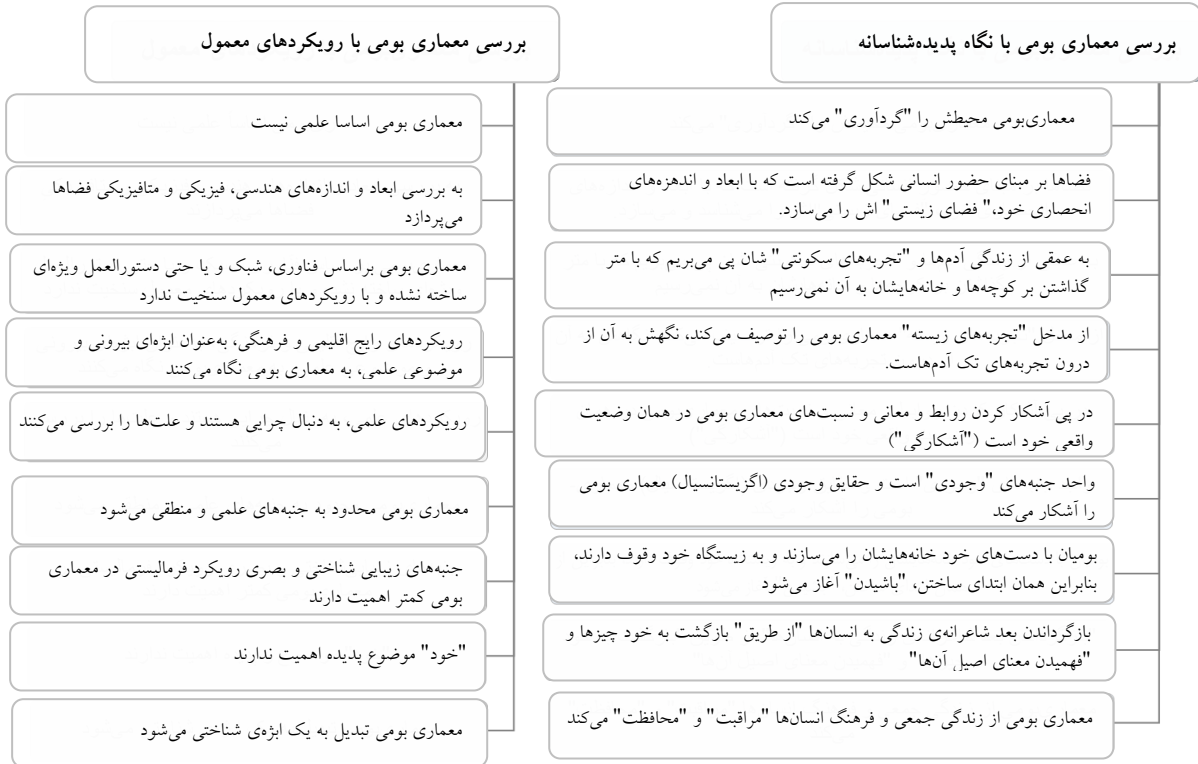 بررسی معماری بومی با نگاه پدیده‌شناسانه
معماری‌بومی محیطش را "گردآوری" می‌کند
فضاها بر مبنای حضور انسانی شکل گرفته است که با ابعاد و اندهزه‌های
انحصاری خود،" فضای زیستی" اش را می‌سازد.
به عمقی از زندگی آدم‌ها و "تجربه‌های سکونتی" شان پی می‌بریم که با متر
گذاشتن بر کوچه‌ها و خانه‌هایشان به آن نمی‌رسیم
از مدخل "تجربه‌های زیسته" معماری بومی را توصیف می‌کند، نگهش به آن از
درون تجربه‌های تک آدم‌هاست.
در پی آشکار کردن روابط و معانی و نسبت‌های معماری بومی در همان وضعیت
واقعی خود است ("آشکارگی")
واحد جنبه‌های "وجودی" است و حقایق وجودی (اگزیستانسیال) معماری بومی
را آشکار می‌کند
بومیان با دست‌های خود خانه‌هایشان را می‌سازند و به زیستگاه خود وقوف دارند،
بنابراین همان ابتدای ساختن، "باشیدن" آغاز می‌شود
بازگرداندن بعد شاعرانه‌ی زندگی به انسان‌ها "از طریق" بازگشت به خود چیزها و
"فهمیدن معنای اصیل آن‌ها"
معماری بومی از زندگی جمعی و فرهنگ انسان‌ها "مراقبت" و "محافظت" می‌کند
بررسی معماری بومی با رویکردهای معمول
معماری بومی اساسا علمی نیست
به بررسی ابعاد و اندازه‌های هندسی، فیزیکی و متافیزیکی فضاها
می‌پردازد
معماری بومی براساس فناوری، شبک و یا حتی دستورالعمل ویژه‌ای
ساخته نشده و با رویکردهای معمول سنخیت ندارد
رویکردهای رایج اقلیمی و فرهنگی، به‌عنوان ابژه‌ای بیرونی و
موضوعی علمی، به معماری بومی نگاه می‌کنند
رویکردهای علمی، به دنبال چرایی هستند و علت‌ها را بررسی می‌کنند
معماری بومی محدود به جنبه‌های علمی و منطقی می‌شود
جنبه‌های زیبایی شناختی و بصری رویکرد فرمالیستی در معماری
بومی کمتر اهمیت دارند
"خود" موضوع پدیده اهمیت ندارند
معماری بومی تبدیل به یک ابژه‌ی شناختی می‌شود